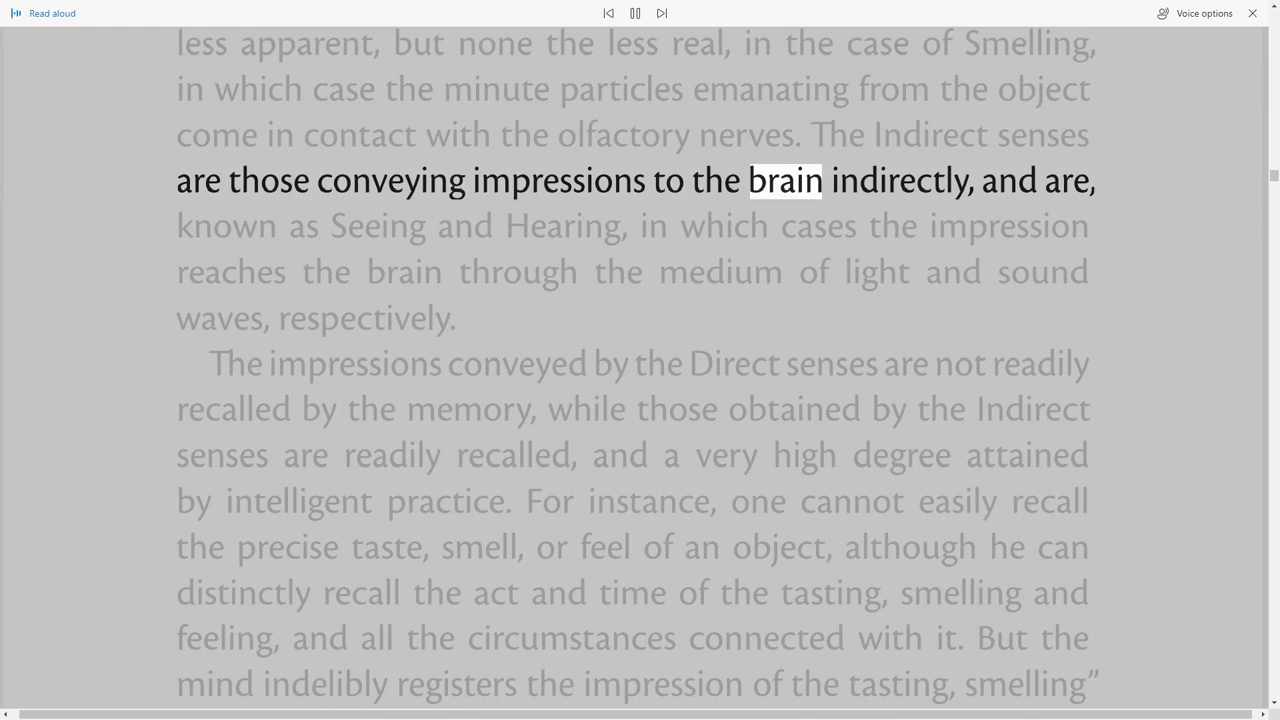 Read aloud
Voice options
less apparent, but none the less real, in the case of Smelling,
in which case the minute particles emanating from the object
come in contact with the olfactory nerves. The Indirect senses
are those conveying impressions to the brain indirectly, and are,
known as Seeing and Hearing, in which cases the impression
reaches the brain through the medium of light and sound
waves, respectively.
The impressions conveyed by the Direct senses are not readily
recalled by the memory, while those obtained by the Indirect
senses are readily recalled, and a very high degree attained
by intelligent practice. For instance, one cannot easily recall
the precise taste, smell, or feel of an object, although he can
distinctly recall the act and time of the tasting, smelling and
feeling, and all the circumstances connected with it. But the
mind indelibly registers the impression of the tasting, smelling”